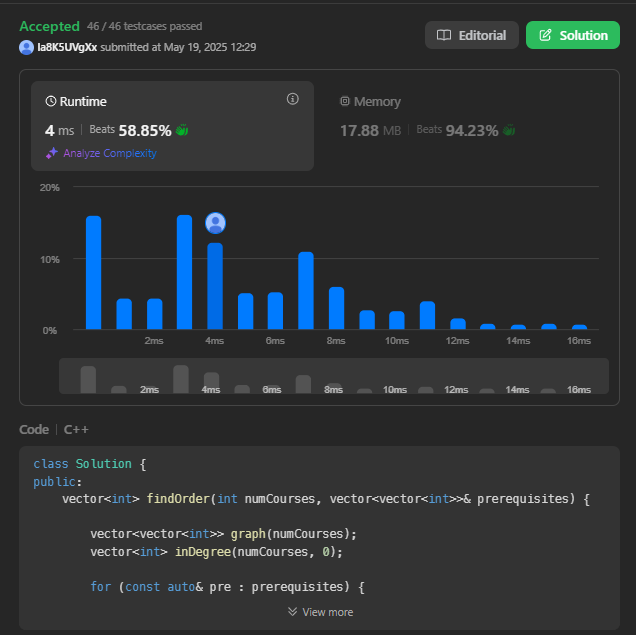 Accepted 46 / 46 testcases passed
Ia8K5UVgXx submitted at May 19, 2025 12:29
Editorial
Solution
Runtime
4 ms | Beats 58.85%
Analyze Complexity
Memory
17.88 MB | Beats 94.23%
20%
10%
0%
2ms 4ms 6ms 8ms 10ms 12ms 14ms 16ms
2ms 4ms 6ms 8ms 10ms 12ms 14ms 16ms
Code | C++
class Solution {
public:
    vector<int> findOrder(int numCourses, vector<vector<int>>& prerequisites) {
        vector<vector<int>> graph(numCourses);
        vector<int> inDegree(numCourses, 0);
        for (const auto& pre : prerequisites) {
View more